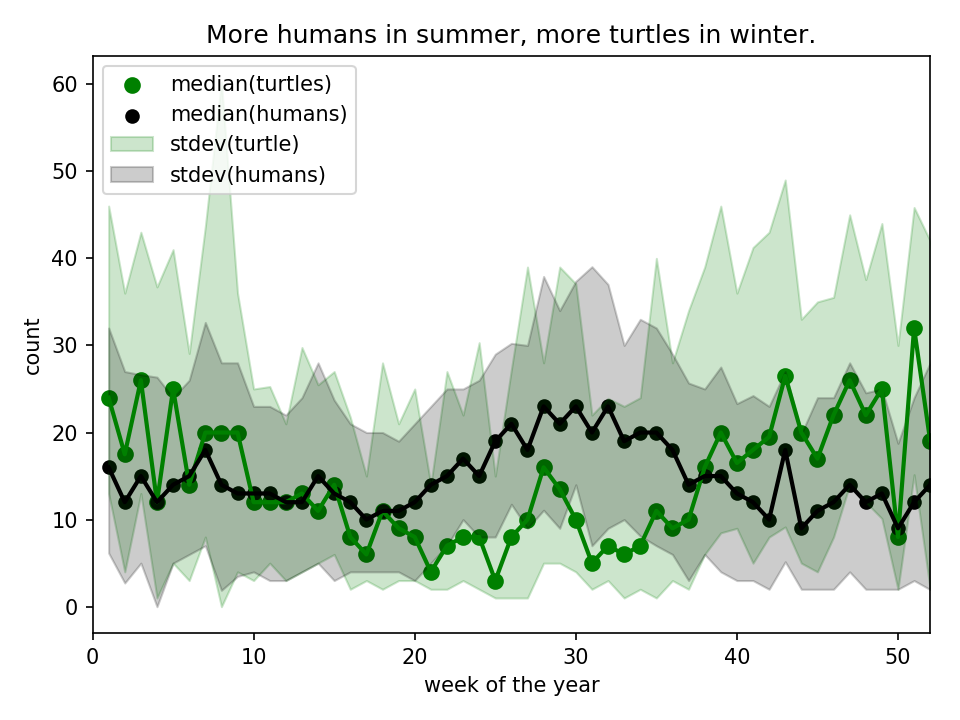 More humans in summer, more turtles in winter.
median(turtles)
median(humans)
stdev(turtle)
stdev(humans)
count
60
50
40
30
20
10
0
0 10 20 30 40 50
week of the year